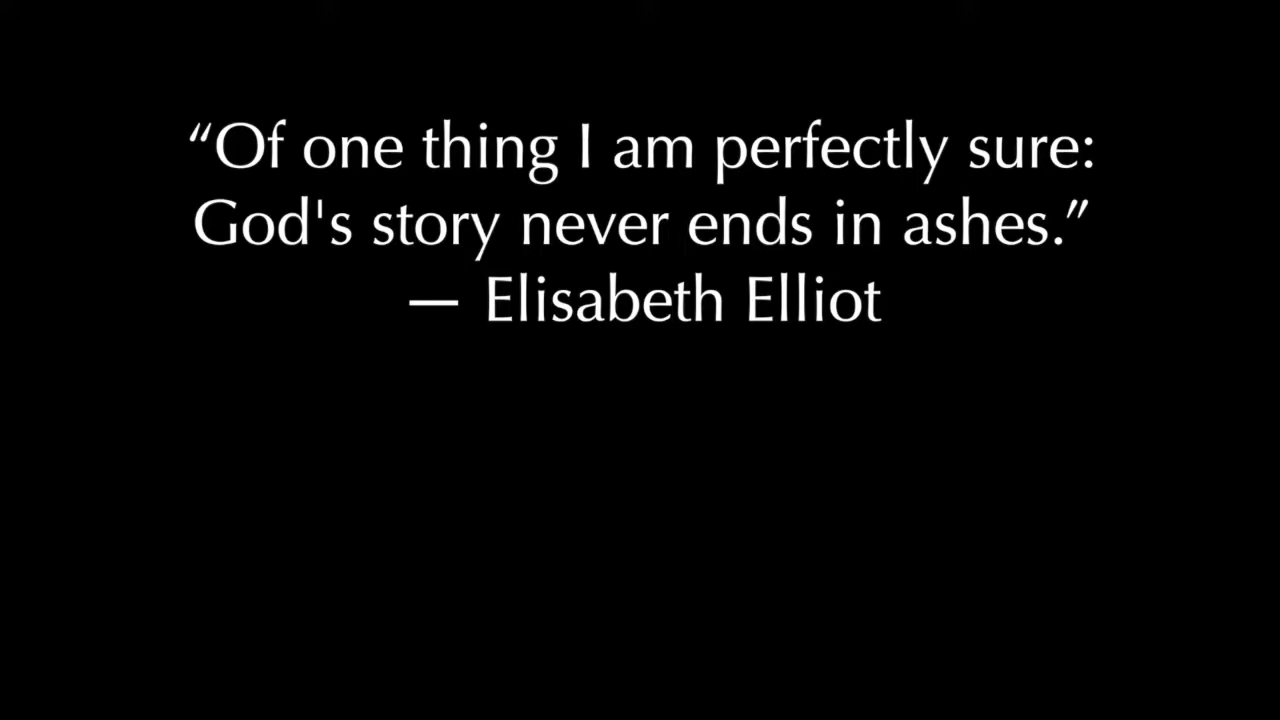 “Of one thing I am perfectly sure:
God's story never ends in ashes.”
— Elisabeth Elliot